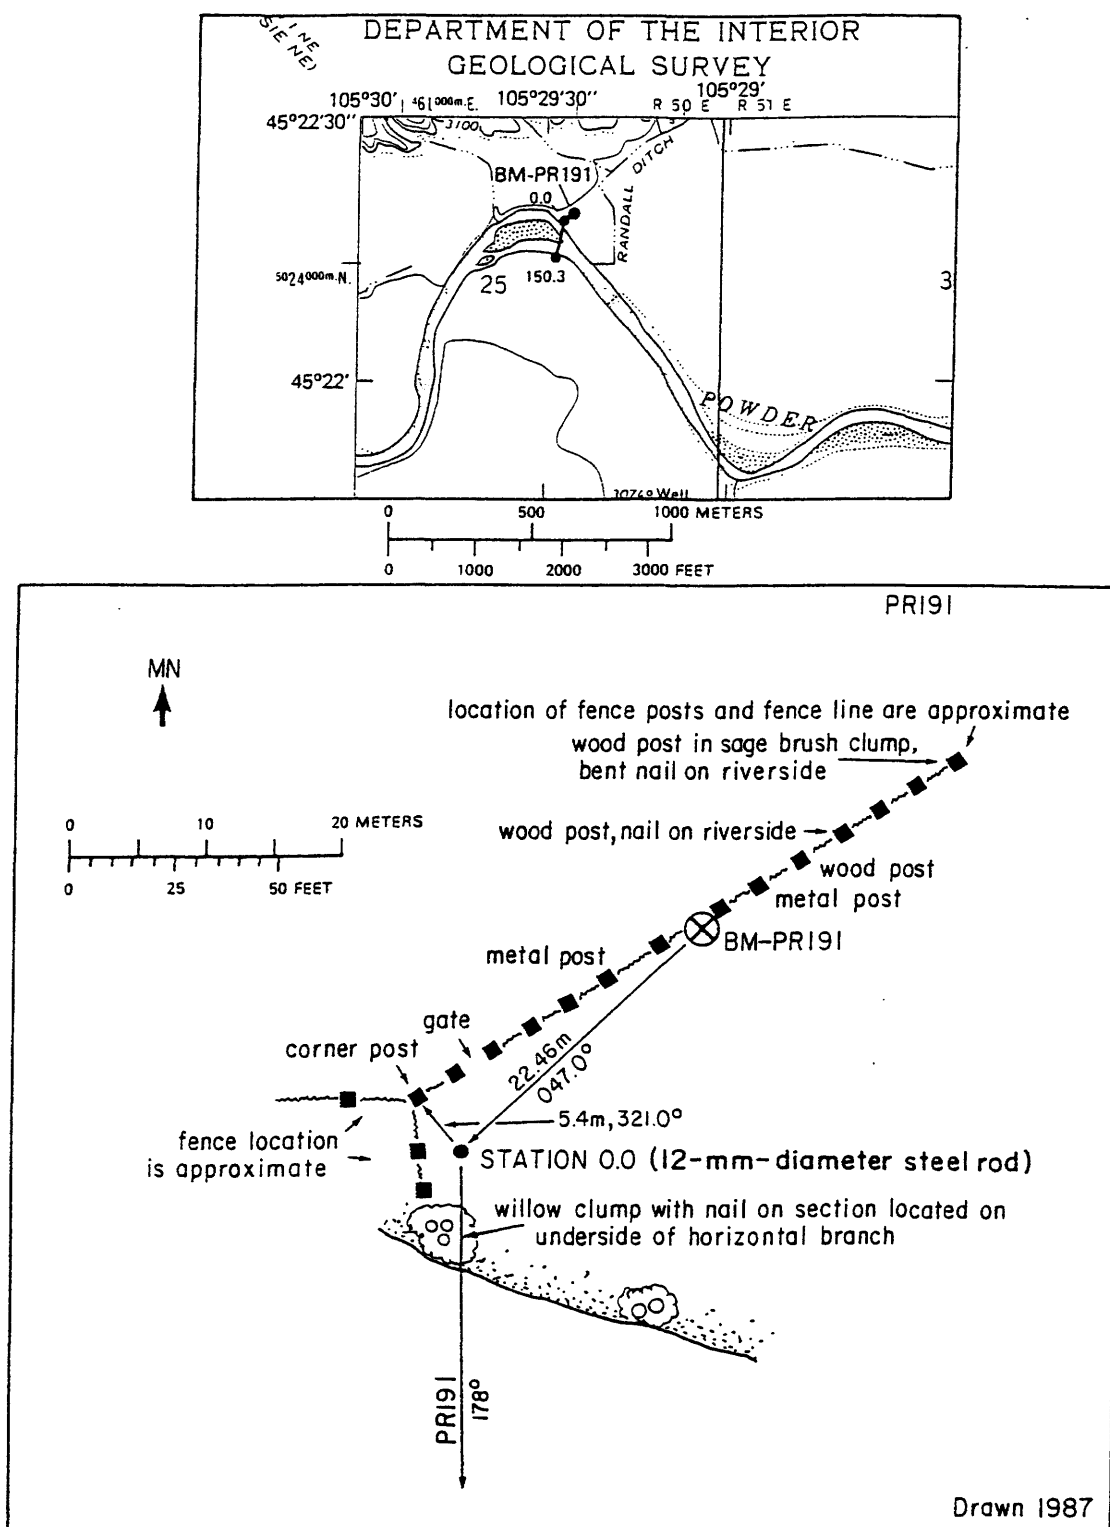 1 NE
(SIE NE)
DEPARTMENT OF THE INTERIOR
GEOLOGICAL SURVEY
105°30'
461000m.E.
105°29'30"
105°29'
R 50 E
R 51 E
45°22'30"
3100
BM-PR191
0.0
DITCH
RANDALL
5024000m.N.
25
150.3
3
45°22'
POWDER
3076° Well
0 500 1000 METERS
0 1000 2000 3000 FEET
PR191
MN
location of fence posts and fence line are approximate
wood post in sage brush clump,
bent nail on riverside
0 10 20 METERS
0 25 50 FEET
wood post, nail on riverside
wood post
metal post
BM-PR191
metal post
gate
22.46m
047.0°
corner post
5.4m, 321.0°
fence location
is approximate
STATION 0.0 (12-mm-diameter steel rod)
willow clump with nail on section located on
underside of horizontal branch
PR191
178°
Drawn 1987